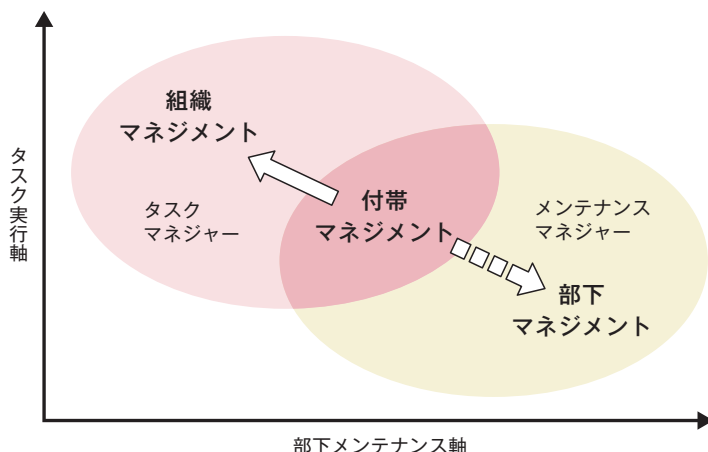 組織
マネジメント
タスク
マネジャー
付帯
マネジメント
メンテナンス
マネジャー
部下
マネジメント
タスク実行軸
部下メンテナンス軸